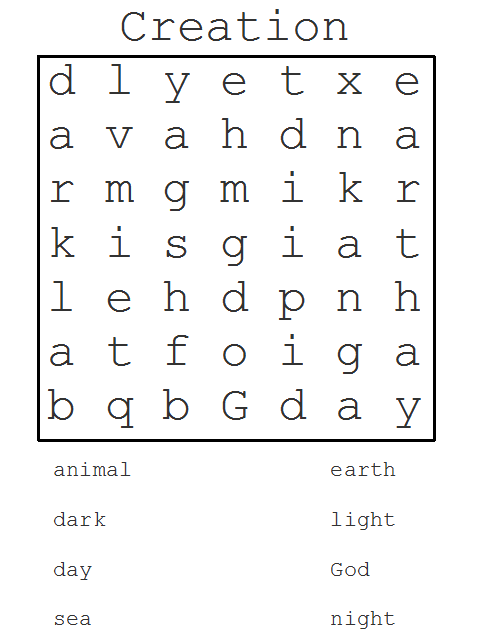 Creation
d l y e t x e
a v a h d n a
r m g m i k r
k i s g i a t
l e h d p n h
a t f o i g a
b q b G d a y
animal earth
dark light
day God
sea night